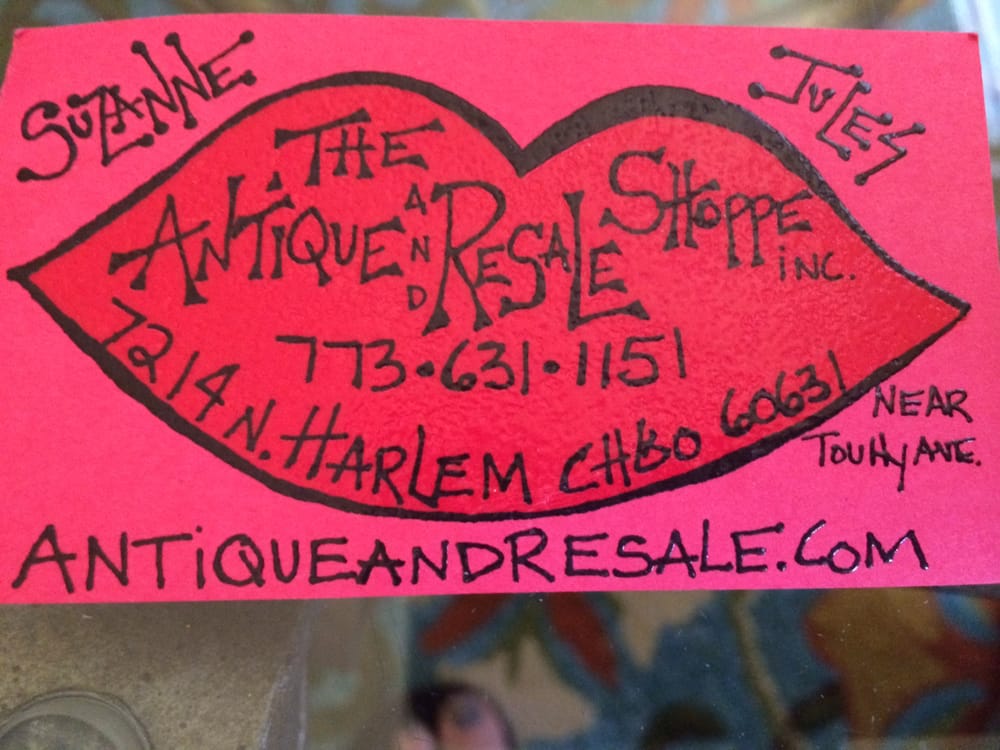 SUZANNE
JULES
THE
ANTiQUE AND RESALE SHOPPE
iNC.
773•631•1151
7214 N. HARLEM CHGO 60631
NEAR
TOUHY AVE.
ANTiQUEANDRESALE.COM